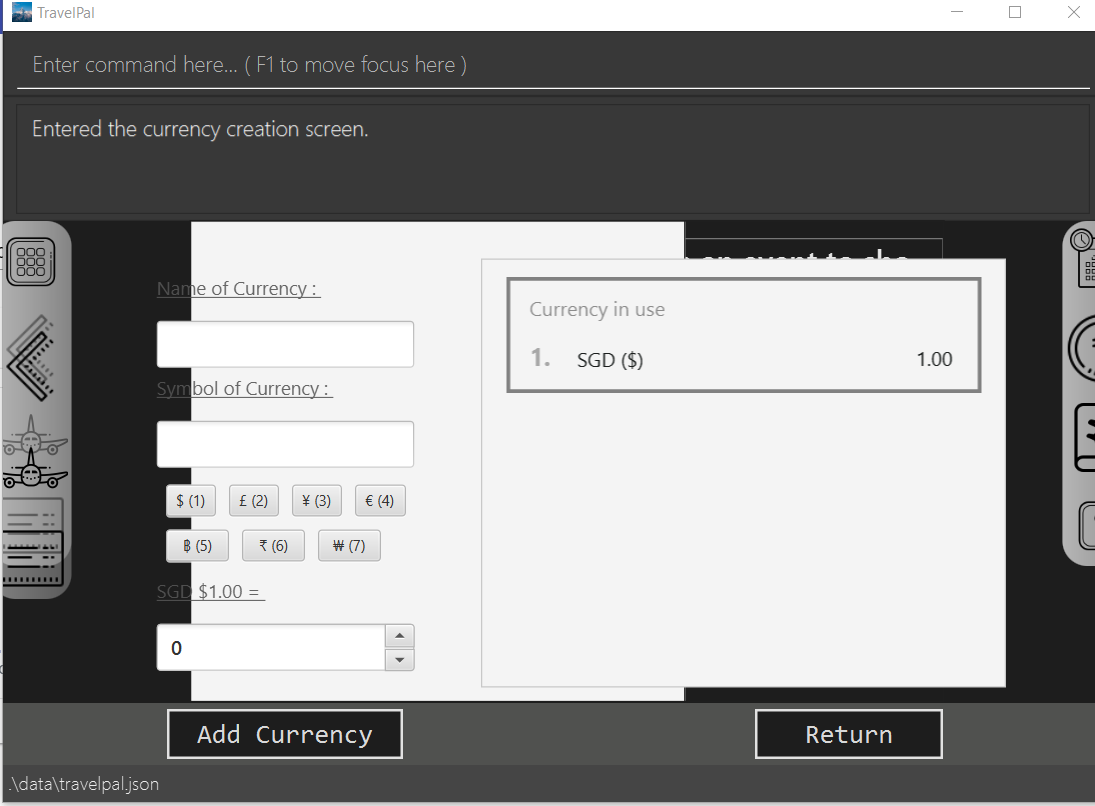 TravelPal
Enter command here... ( F1 to move focus here )
Entered the currency creation screen.
Name of Currency :
Currency in use
1. SGD ($) 1.00
Symbol of Currency :
$ (1) £ (2) ¥ (3) € (4)
฿ (5) ₹ (6) ₩ (7)
SGD $1.00 =
0
Add Currency Return
.\data\travelpal.json